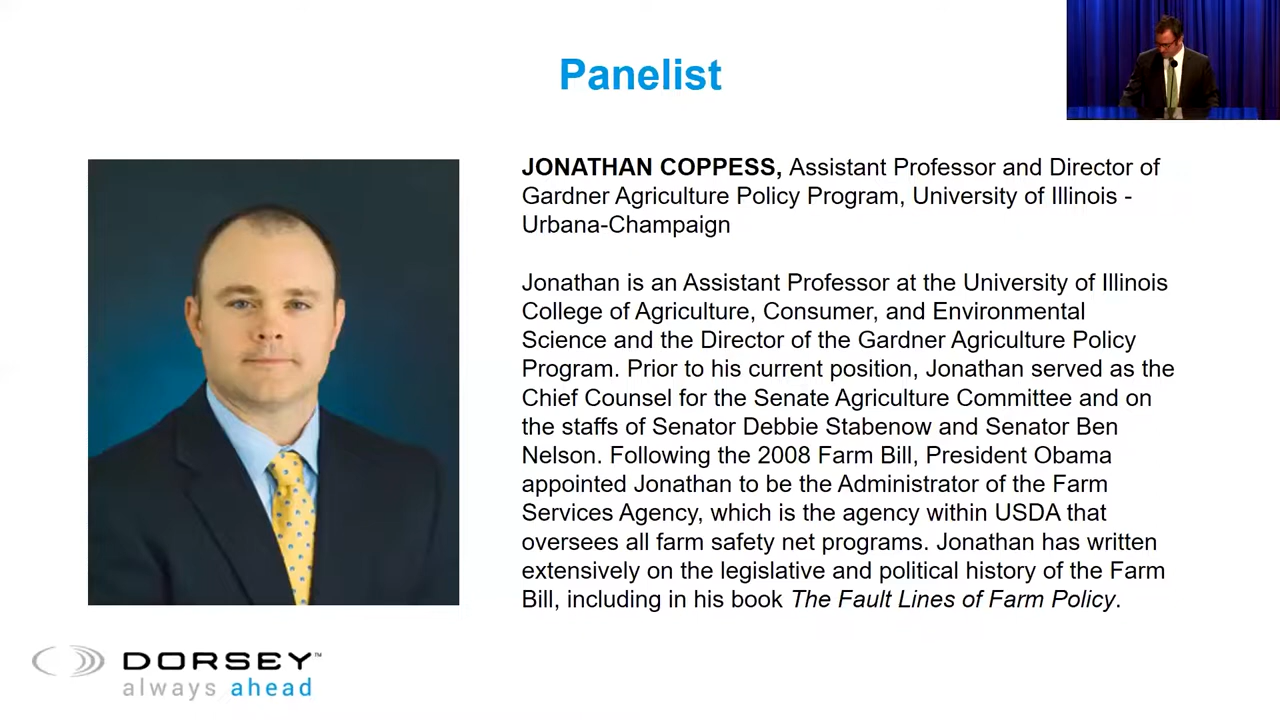 Panelist
JONATHAN COPPESS, Assistant Professor and Director of
Gardner Agriculture Policy Program, University of Illinois -
Urbana-Champaign
Jonathan is an Assistant Professor at the University of Illinois
College of Agriculture, Consumer, and Environmental
Science and the Director of the Gardner Agriculture Policy
Program. Prior to his current position, Jonathan served as the
Chief Counsel for the Senate Agriculture Committee and on
the staffs of Senator Debbie Stabenow and Senator Ben
Nelson. Following the 2008 Farm Bill, President Obama
appointed Jonathan to be the Administrator of the Farm
Services Agency, which is the agency within USDA that
oversees all farm safety net programs. Jonathan has written
extensively on the legislative and political history of the Farm
Bill, including in his book The Fault Lines of Farm Policy.
DORSEY™
always ahead